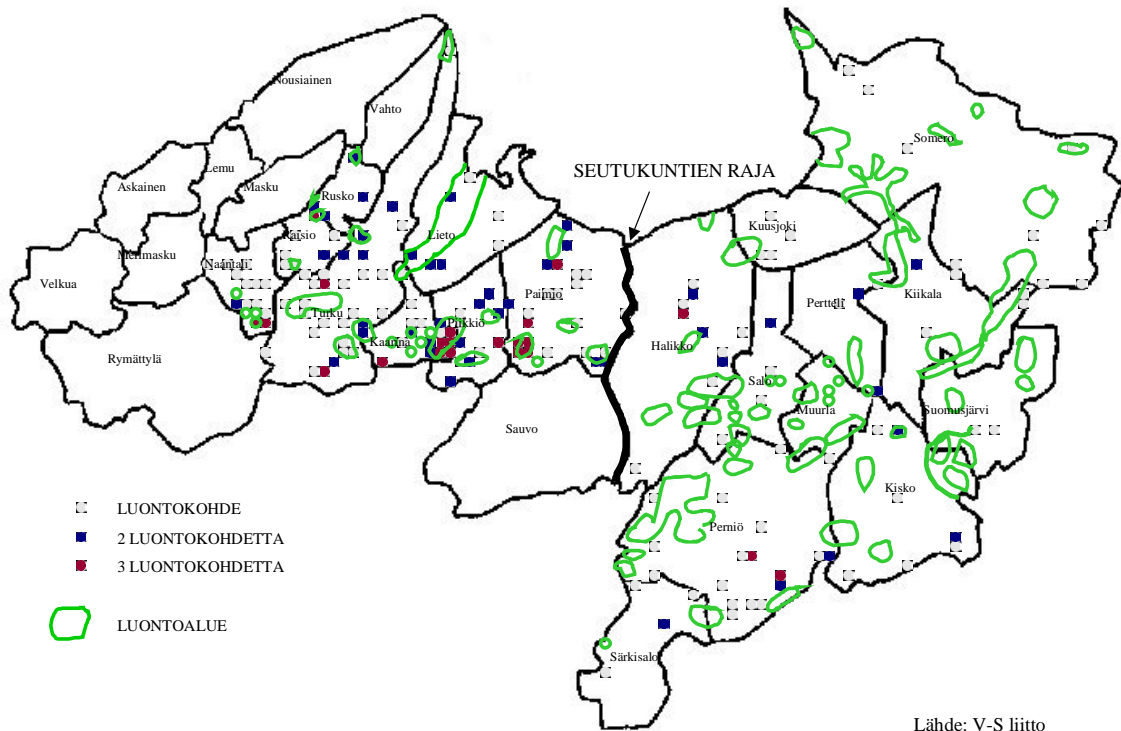 Nousiainen
Vahto
Somero
Lemu
SEUTUKUNTIEN RAJA
Askainen
Masku
Rusko
Kuusjoki
Raisio
Lieto
Merimasku
Naantali
Velkua
Paimio
Pertteli
Kiikala
Turku
Piikkiö
Kaarina
Halikko
Rymättylä
Salo
Muurla
Suomusjärvi
Sauvo
Kisko
LUONTOKOHDE
Perniö
2 LUONTOKOHDETTA
3 LUONTOKOHDETTA
LUONTOALUE
Särkisalo
Lähde: V-S liitto